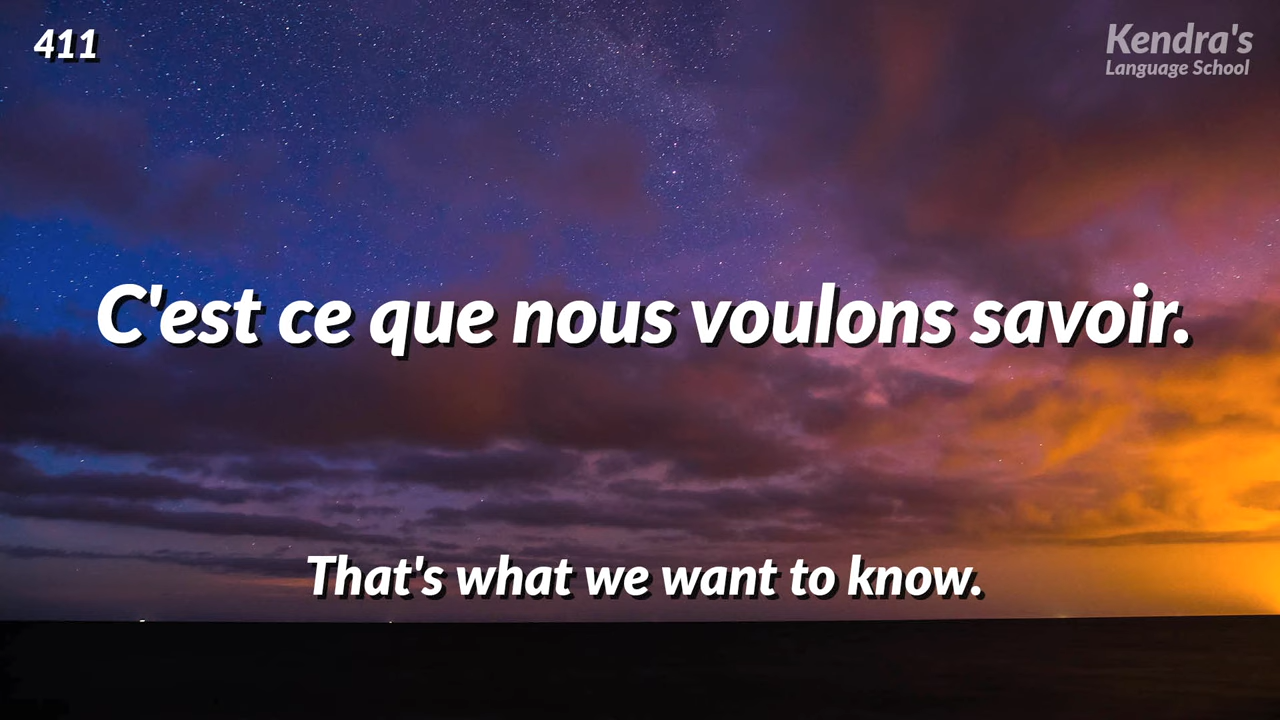 411
Kendra's
Language School
C'est ce que nous voulons savoir.
That's what we want to know.